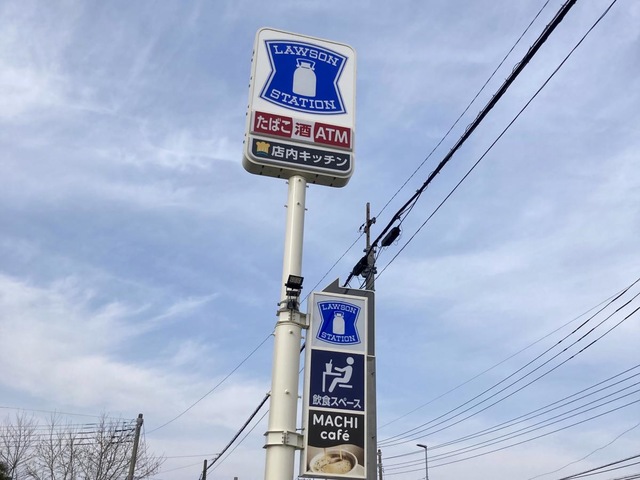 LAWSON
STATION
たばこ 酒 ATM
店内キッチン
LAWSON
STATION
飲食スペース
MACHI
café